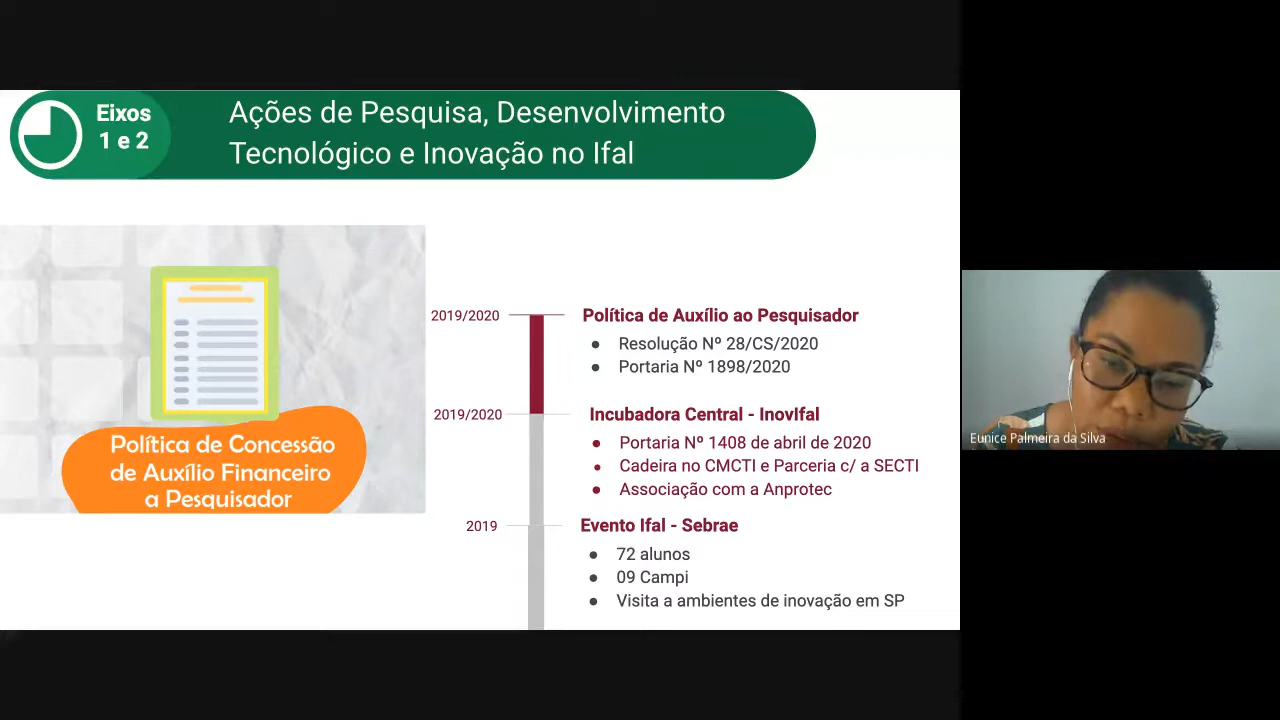 Eixos
1 e 2
Ações de Pesquisa, Desenvolvimento
Tecnológico e Inovação no Ifal
Política de Concessão
de Auxílio Financeiro
a Pesquisador
2019/2020
Política de Auxílio ao Pesquisador
● Resolução Nº 28/CS/2020
● Portaria Nº 1898/2020
2019/2020
Incubadora Central - InovIfal
● Portaria Nº 1408 de abril de 2020
● Cadeira no CMCTI e Parceria c/ a SECTI
● Associação com a Anprotec
2019
Evento Ifal - Sebrae
● 72 alunos
● 09 Campi
● Visita a ambientes de inovação em SP
Eunice Palmeira da Silva